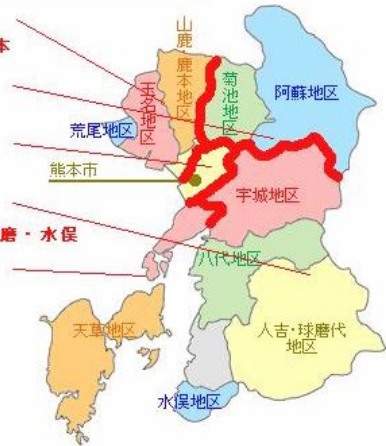 本
山鹿・鹿本地区
菊池地区
阿蘇地区
玉名地区
荒尾地区
熊本市
宇城地区
磨・水俣
八代地区
天草地区
人吉・球磨代
地区
水俣地区